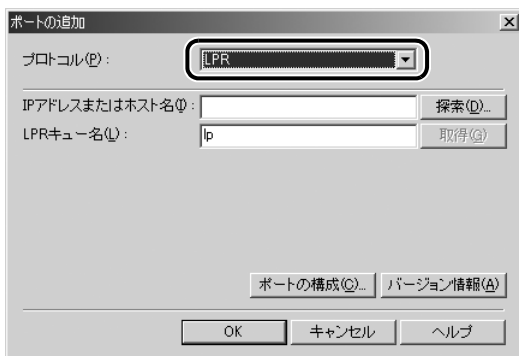 ポートの追加
プロトコル(P) :
LPR
IPアドレスまたはホスト名(I) :
探索(D)...
LPRキュー名(L) :
lp
取得(G)
ポートの構成(C)...
バージョン情報(A)
OK
キャンセル
ヘルプ